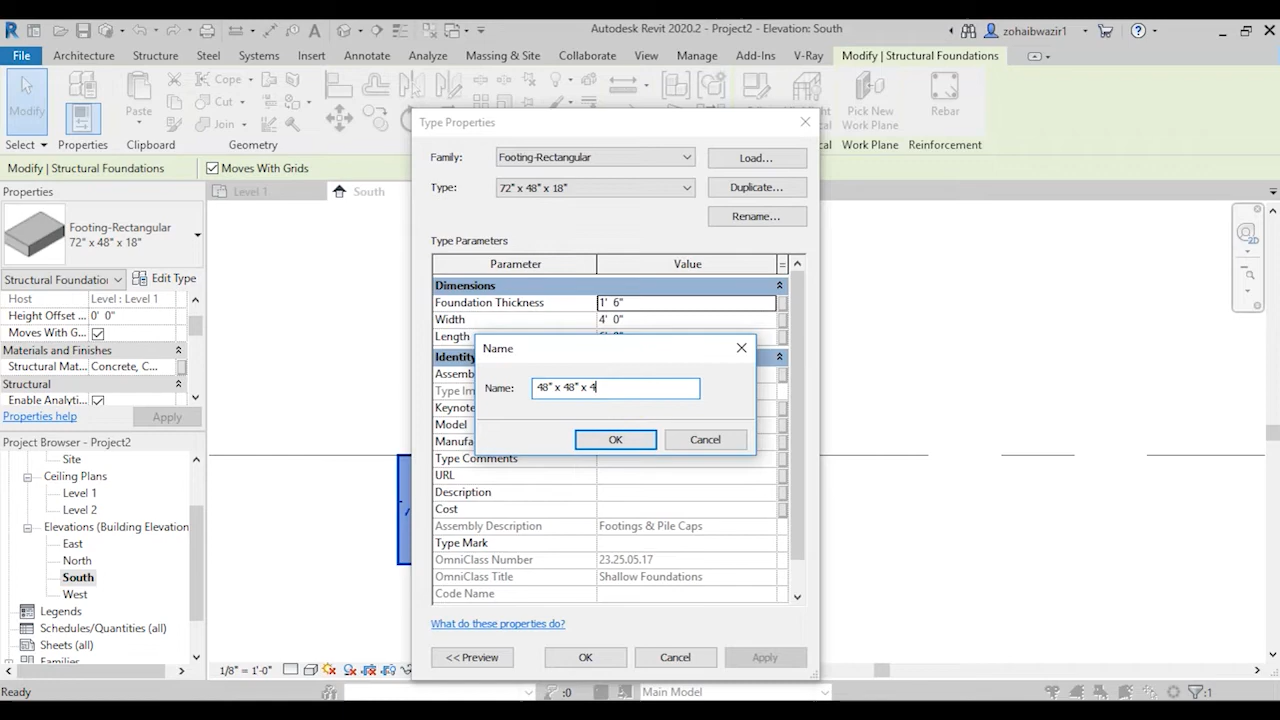 Autodesk Revit 2020.2 - Project2 - Elevation: South
zohaibwazir1
File Architecture Structure Steel Systems Insert Annotate Analyze Massing & Site Collaborate View Manage Add-Ins V-Ray Modify | Structural Foundations
Modify Paste Cope Cut Join Pick New Work Plane Rebar
Select Properties Clipboard Geometry Work Plane Reinforcement
Modify | Structural Foundations Moves With Grids
Properties
Level 1 South
Footing-Rectangular
72" x 48" x 18"
Structural Foundation Edit Type
Host Level : Level 1
Height Offset ... 0' 0"
Moves With G...
Materials and Finishes
Structural Mat... Concrete, C...
Structural
Enable Analyti...
Properties help Apply
Project Browser - Project2
Site
Ceiling Plans
Level 1
Level 2
Elevations (Building Elevation
East
North
South
West
Legends
Schedules/Quantities (all)
Sheets (all)
Families
Type Properties
Family: Footing-Rectangular Load...
Type: 72" x 48" x 18" Duplicate...
Rename...
Type Parameters
Parameter Value =
Dimensions
Foundation Thickness 1' 6"
Width 4' 0"
Length
Identity
Assemb
Type Im
Keynote
Model
Manufa
Type Comments
URL
Description
Cost
Assembly Description Footings & Pile Caps
Type Mark
OmniClass Number 23.25.05.17
OmniClass Title Shallow Foundations
Code Name
What do these properties do?
<< Preview OK Cancel Apply
Name
Name: 48" x 48" x 4
OK Cancel
1/8" = 1'-0"
Ready :0 Main Model :1